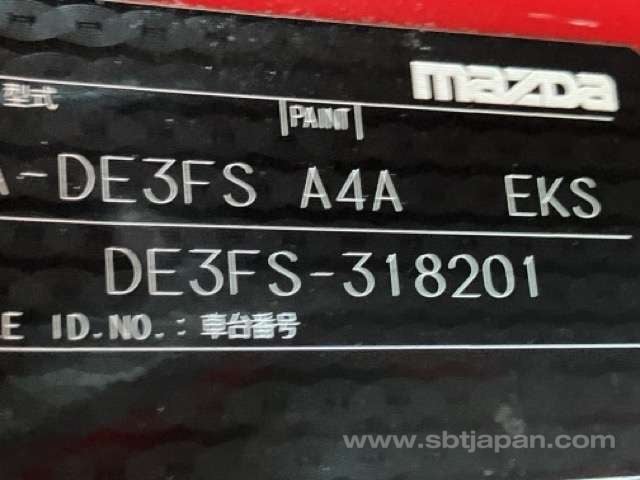 mazda
型式
PAINT
A-DE3FS A4A EKS
DE3FS-318201
E ID.NO.:車台番号
www.sbtjapan.com